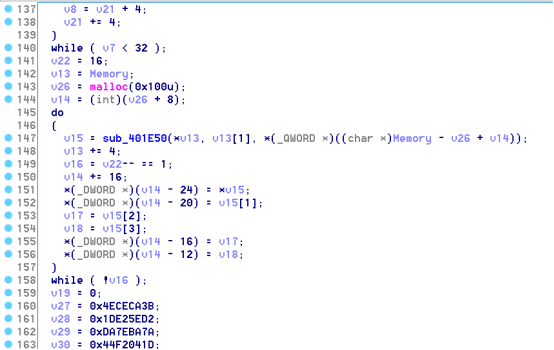 137 v8 = v21 + 4;
138 v21 += 4;
139 }
140 while ( v7 < 32 );
141 v22 = 16;
142 v13 = Memory;
143 v26 = malloc(0x100u);
144 v14 = (int)(v26 + 8);
145 do
146 {
147 v15 = sub_401E50(*v13, v13[1], *(_QWORD *)((char *)Memory - v26 + v14));
148 v13 += 4;
149 v16 = v22-- == 1;
150 v14 += 16;
151 *(_DWORD *)(v14 - 24) = *v15;
152 *(_DWORD *)(v14 - 20) = v15[1];
153 v17 = v15[2];
154 v18 = v15[3];
155 *(_DWORD *)(v14 - 16) = v17;
156 *(_DWORD *)(v14 - 12) = v18;
157 }
158 while ( !v16 );
159 v19 = 0;
160 v27 = 0x4ECECA3B;
161 v28 = 0x1DE25ED2;
162 v29 = 0xDA7EBA7A;
163 v30 = 0x44F2041D;